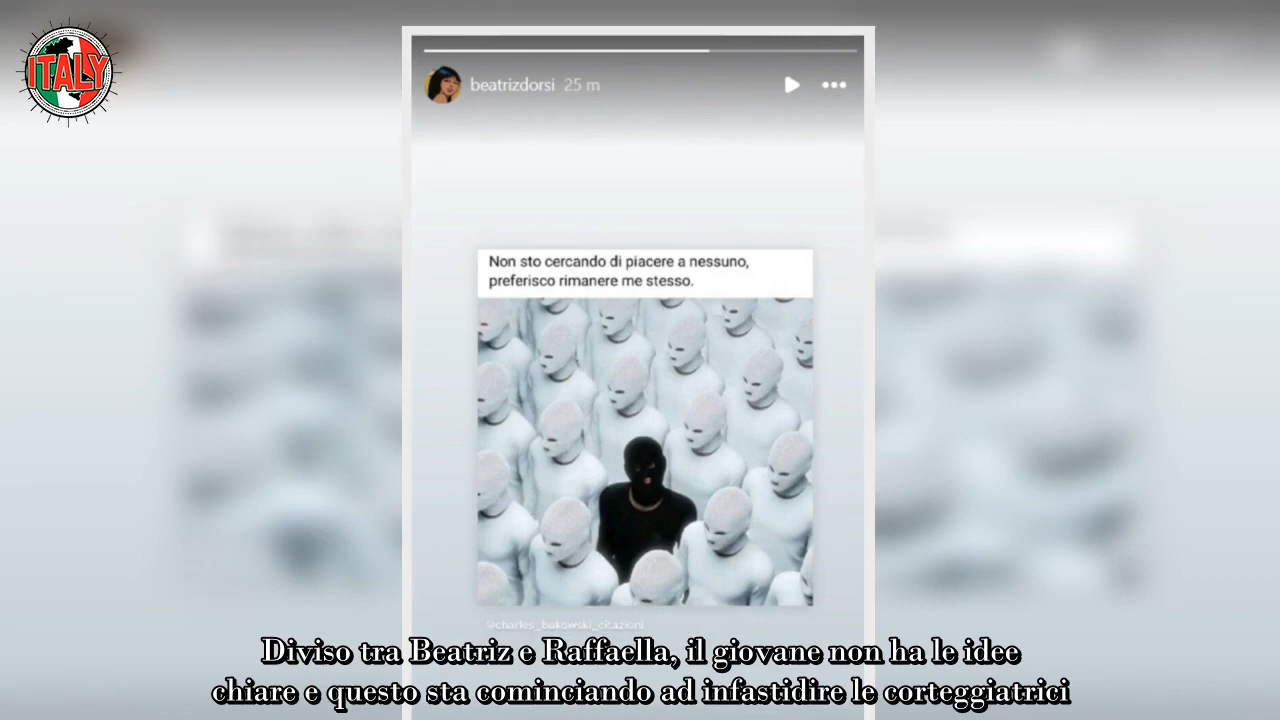 ITALY
beatrizdorsi 25 m
Non sto cercando di piacere a nessuno,
preferisco rimanere me stesso.
@charles_bukowski_citazioni
Diviso tra Beatriz e Raffaella, il giovane non ha le idee
chiare e questo sta cominciando ad infastidire le corteggiatrici